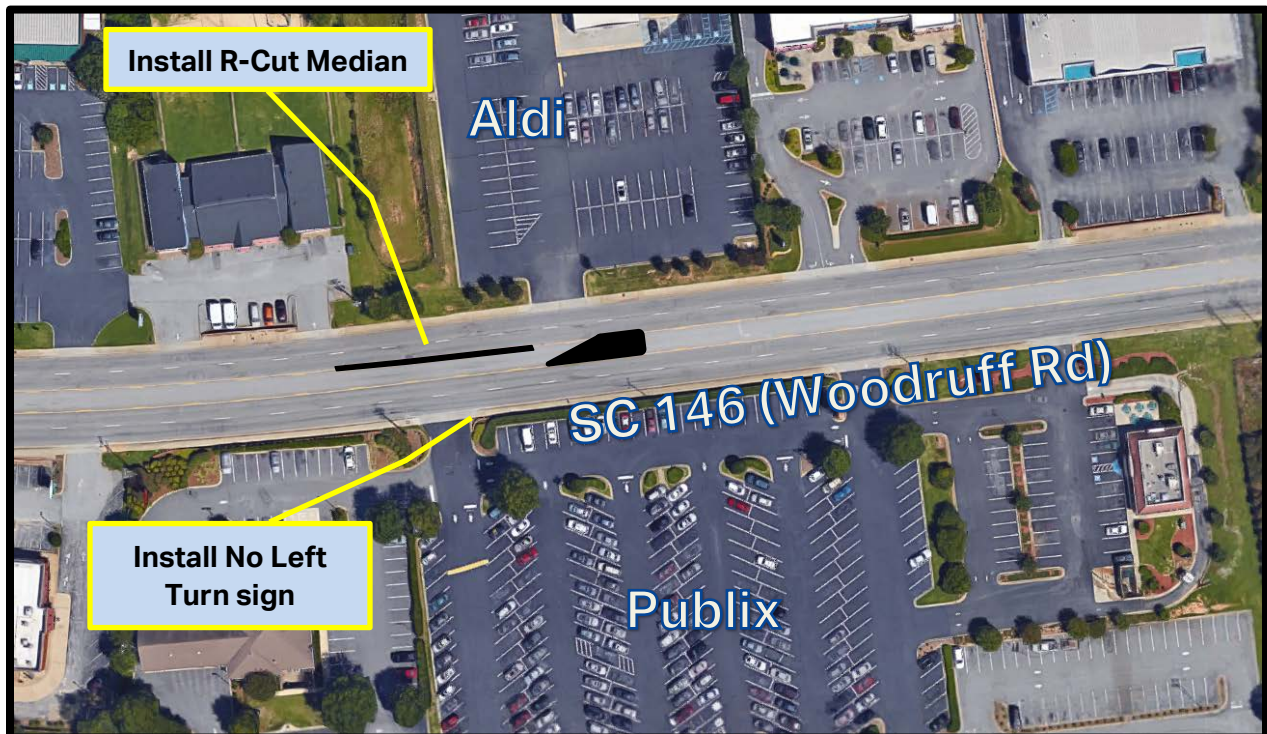 Install R-Cut Median
Aldi
SC 146 (Woodruff Rd)
Install No Left
Turn sign
Publix